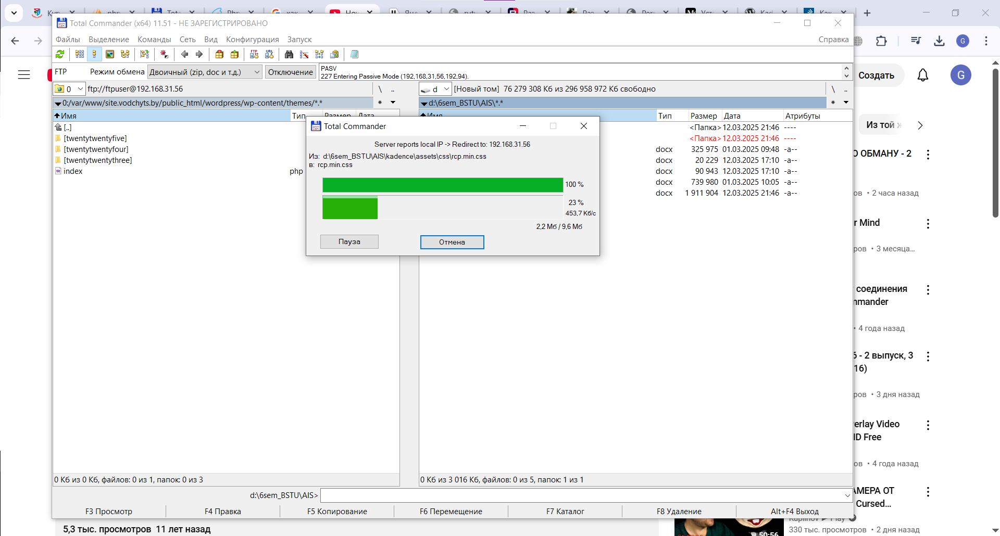 Total Commander (x64) 11.51 - НЕ ЗАРЕГИСТРИРОВАНО
Файлы Выделение Команды Сеть Вид Конфигурация Запуск Справка
FTP
URL
FTP Режим обмена Двоичный (zip, doc и т.д.) Отключение
PASV
227 Entering Passive Mode (192,168,31,56,192,94).
0 ftp://ftpuser@192.168.31.56 \ ..
d [Новый том] 76 279 308 Кб из 296 958 972 Кб свободно \ ..
0:/var/www/site.vodchyts.by/public_html/wordpress/wp-content/themes/*.* *
d:\6sem_BSTU\AIS\*.* *
Имя Тип Размер Дата
[..]
[twentytwentyfive]
[twentytwentyfour]
[twentytwentythree]
index php
Имя Тип Размер Дата Атрибуты
<Папка> 12.03.2025 21:46 ----
<Папка> 12.03.2025 21:46 ----
docx 325 975 01.03.2025 09:48 -a--
docx 20 229 12.03.2025 17:10 -a--
docx 90 943 12.03.2025 17:10 -a--
docx 739 980 01.03.2025 10:05 -a--
docx 1 911 904 12.03.2025 21:46 -a--
Total Commander
Server reports local IP -> Redirect to: 192.168.31.56
Из: d:\6sem_BSTU\AIS\kadence\assets\css\rcp.min.css
в: rcp.min.css
100 %
23 %
453,7 Кб/с
2,2 Мб / 9,6 Мб
Пауза Отмена
0 Кб из 0 Кб, файлов: 0 из 1, папок: 0 из 3
0 Кб из 3 016 Кб, файлов: 0 из 5, папок: 1 из 1
d:\6sem_BSTU\AIS>
F3 Просмотр F4 Правка F5 Копирование F6 Перемещение F7 Каталог F8 Удаление Alt+F4 Выход
G
Создать
G
Из той
ОБМАНУ - 2
• 2 часа назад
Mind
• 3 месяца...
соединения
• 4 года назад
- 2 выпуск, 3
16)
• 3 дня назад
Video
Free
• 4 года назад
ОТ
Cursed...
Kuplinov ► Play
330 тыс. просмотров • 2 дня назад
50:56
5,3 тыс. просмотров 11 лет назад